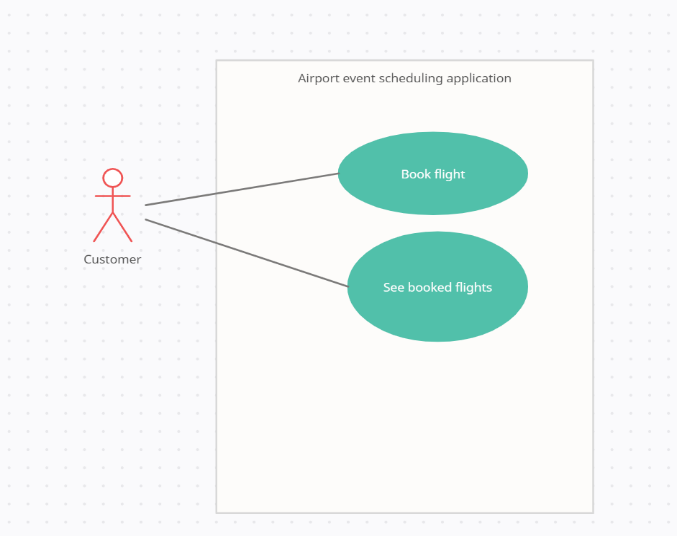 Airport event scheduling application
Book flight
Customer
See booked flights